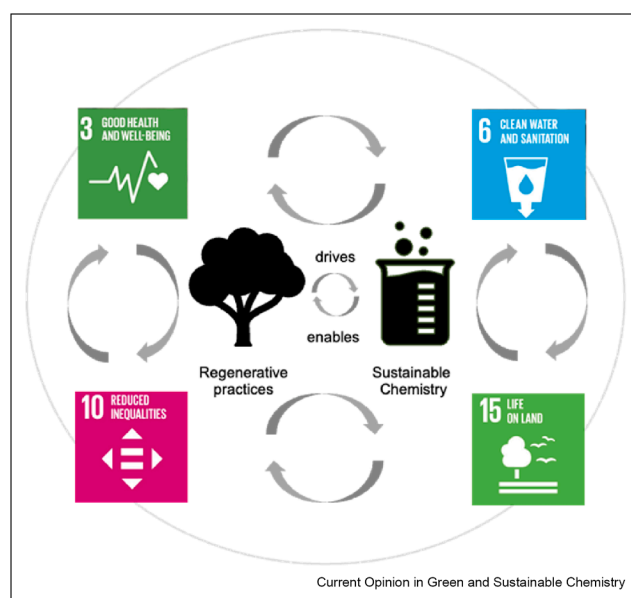 3 GOOD HEALTH
AND WELL-BEING
6 CLEAN WATER
AND SANITATION
drives
enables
Regenerative
practices
Sustainable
Chemistry
10 REDUCED
INEQUALITIES
15 LIFE
ON LAND
Current Opinion in Green and Sustainable Chemistry